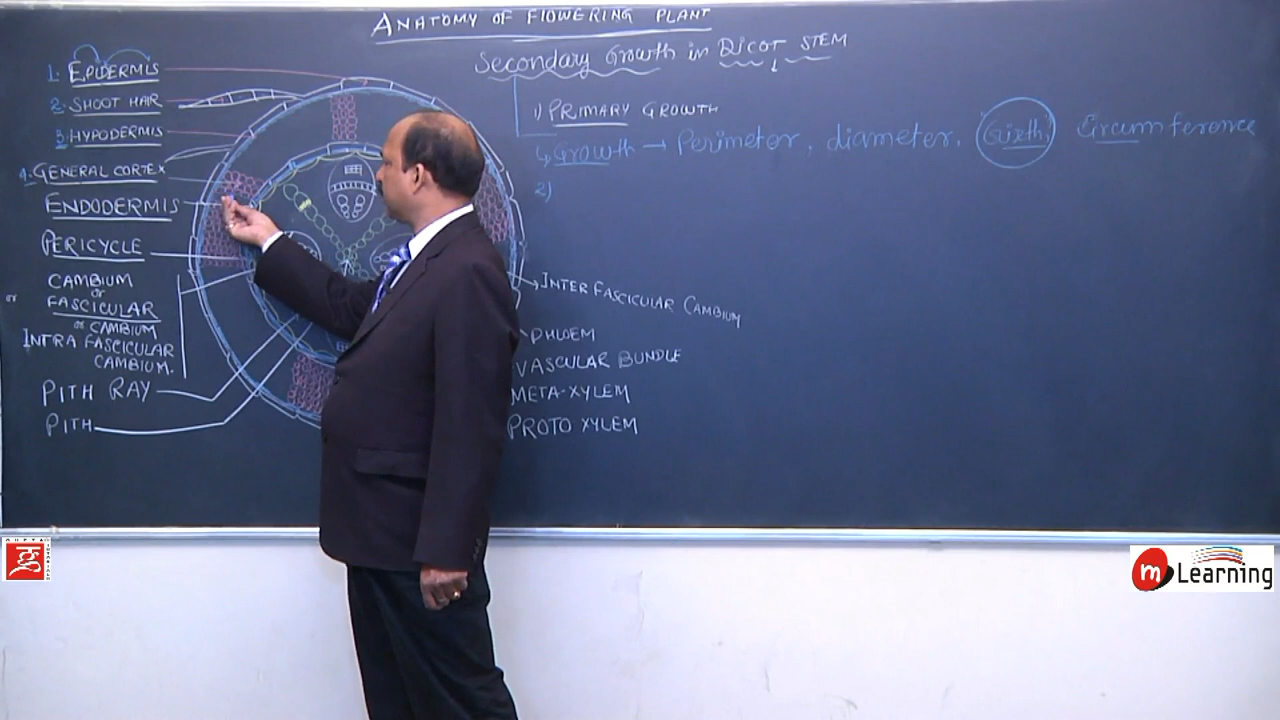 ANATOMY OF FLOWERING PLANT
Secondary Growth in DICOT STEM
1. EPIDERMIS
2. SHOOT HAIR
3. HYPODERMIS
4. GENERAL CORTEX
ENDODERMIS
PERICYCLE
CAMBIUM
or
or FASCICULAR
or CAMBIUM
INTRA FASCICULAR
CAMBIUM.
PITH RAY
PITH
1) PRIMARY GROWTH
↳ Growth → Perimeter, diameter, Girth, Circumference
2)
INTER FASCICULAR CAMBIUM
PHLOEM
VASCULAR BUNDLE
META-XYLEM
PROTO XYLEM
m Learning